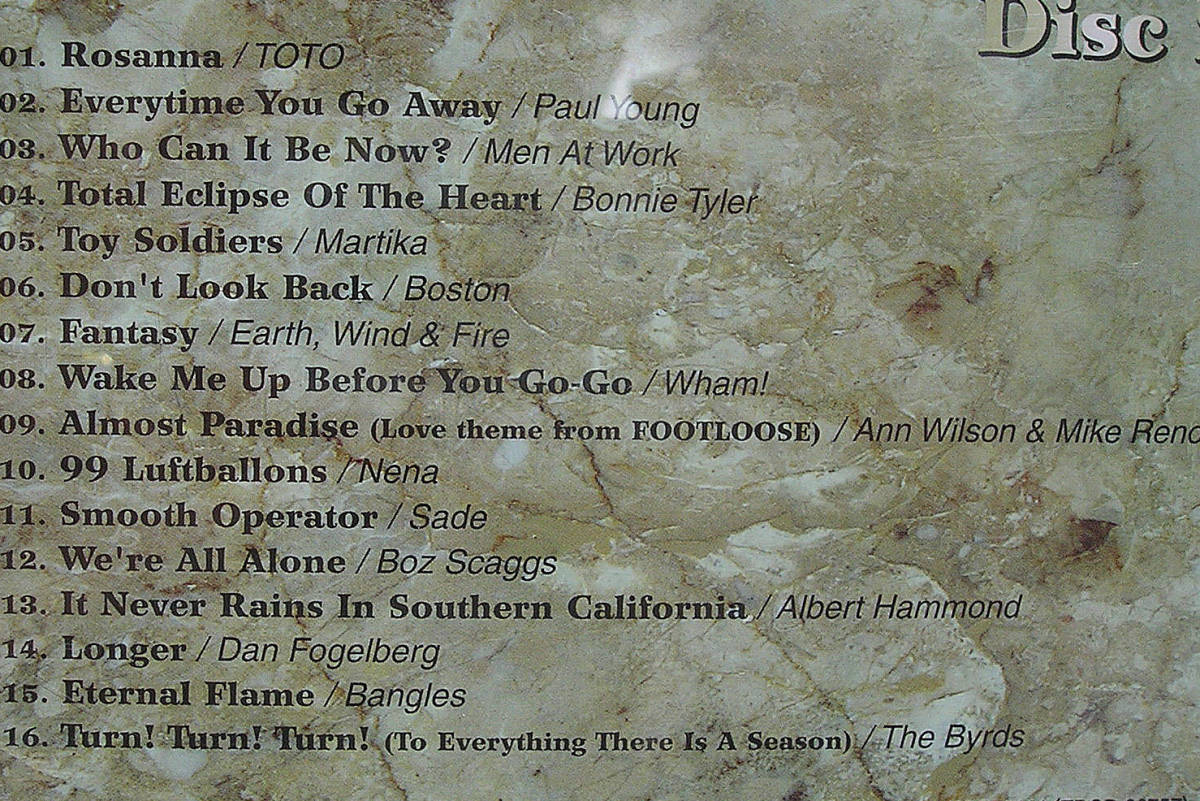 Disc
01. Rosanna / TOTO
02. Everytime You Go Away / Paul Young
03. Who Can It Be Now? / Men At Work
04. Total Eclipse Of The Heart / Bonnie Tyler
05. Toy Soldiers / Martika
06. Don't Look Back / Boston
07. Fantasy / Earth, Wind & Fire
08. Wake Me Up Before You Go-Go / Wham!
09. Almost Paradise (Love theme from FOOTLOOSE) / Ann Wilson & Mike
10. 99 Luftballons / Nena
11. Smooth Operator / Sade
12. We're All Alone / Boz Scaggs
13. It Never Rains In Southern California / Albert Hammond
14. Longer / Dan Fogelberg
15. Eternal Flame / Bangles
16. Turn! Turn! Turn! (To Everything There Is A Season) / The Byrds